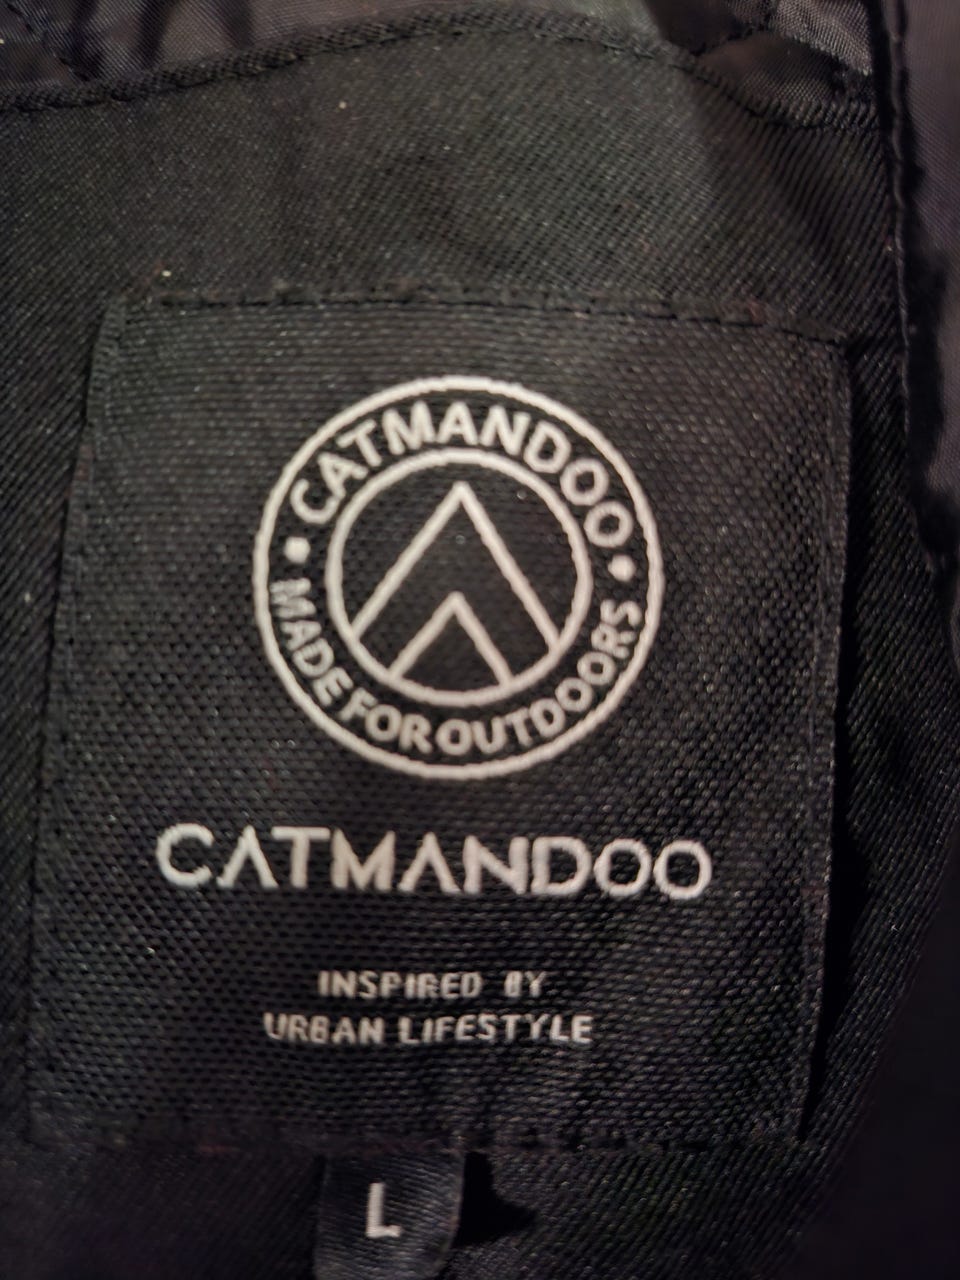 CATMANDOO
• MADE FOR OUTDOORS •
CATMANDOO
INSPIRED BY
URBAN LIFESTYLE
L